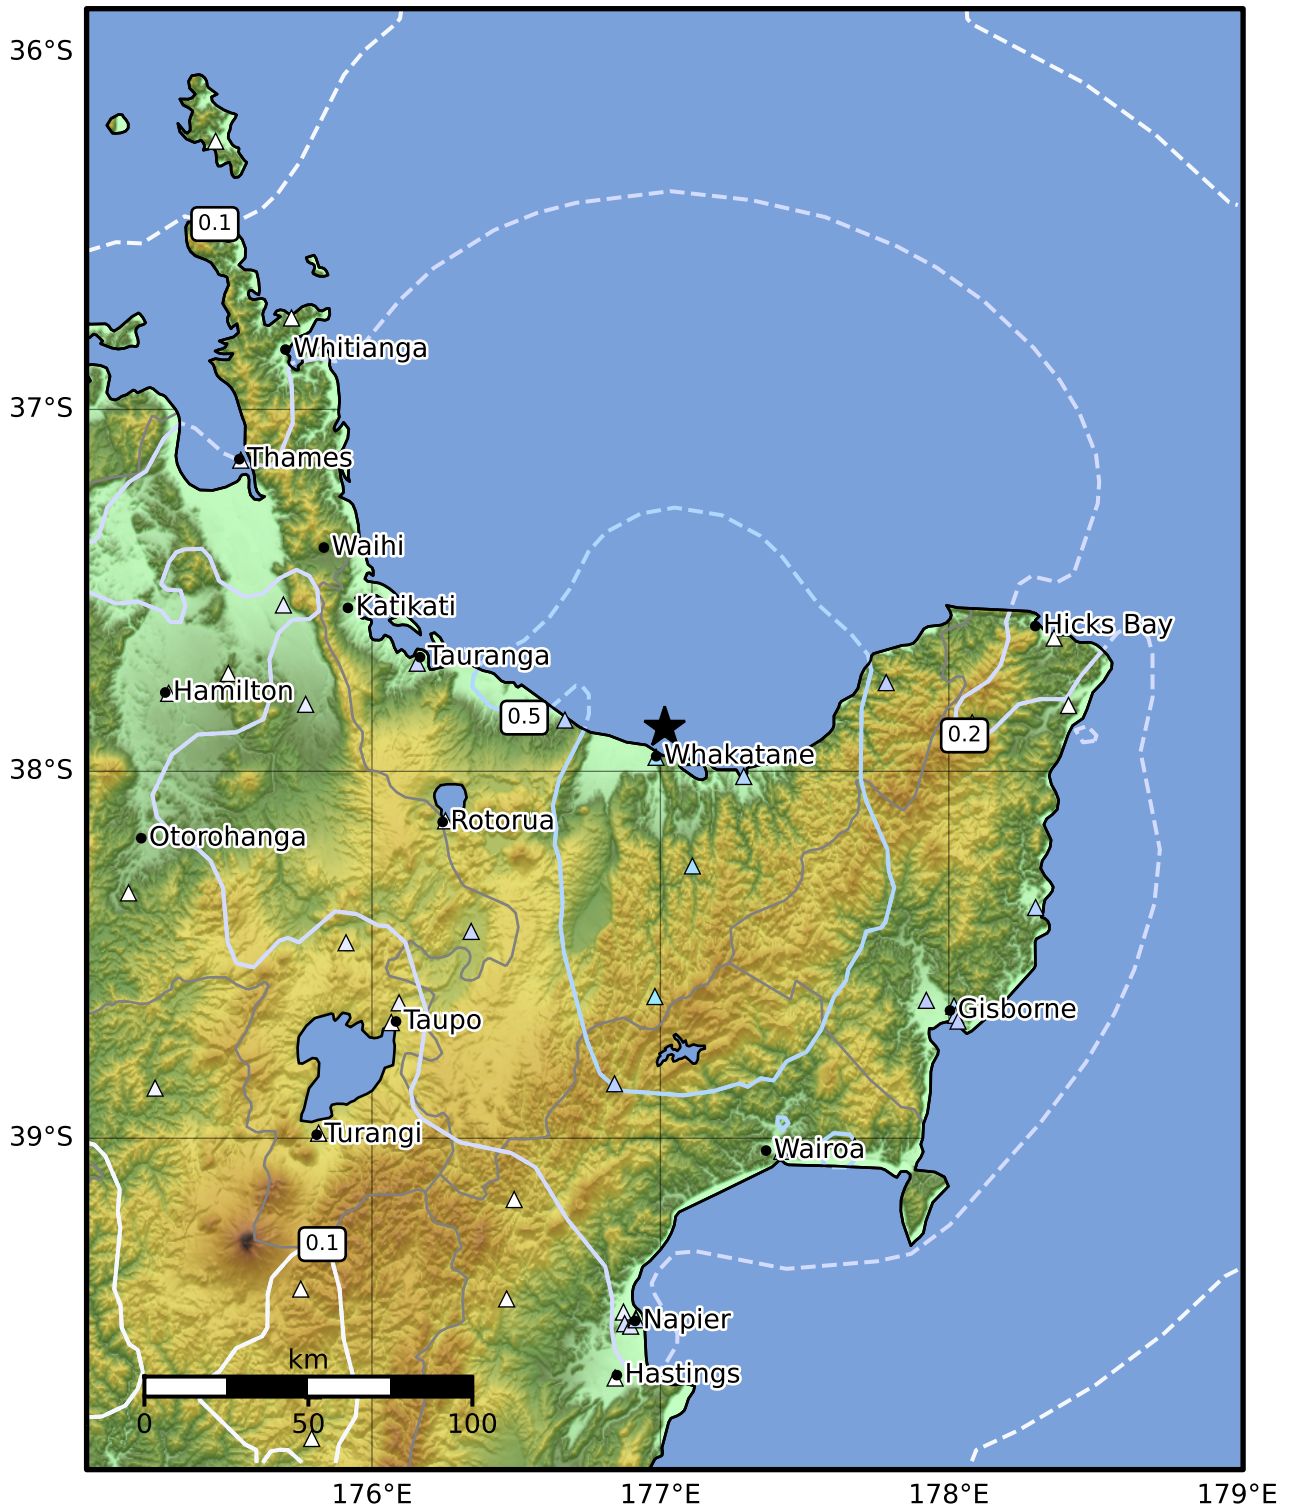 36°S
0.1
Whitianga
37°S
Thames
Waihi
Katikati
Hicks Bay
Tauranga
Hamilton
0.5
0.2
Whakatane
38°S
Rotorua
Otorohanga
Gisborne
Taupo
Turangi
39°S
Wairoa
0.1
Napier
km
Hastings
0 50 100
176°E 177°E 178°E 179°E